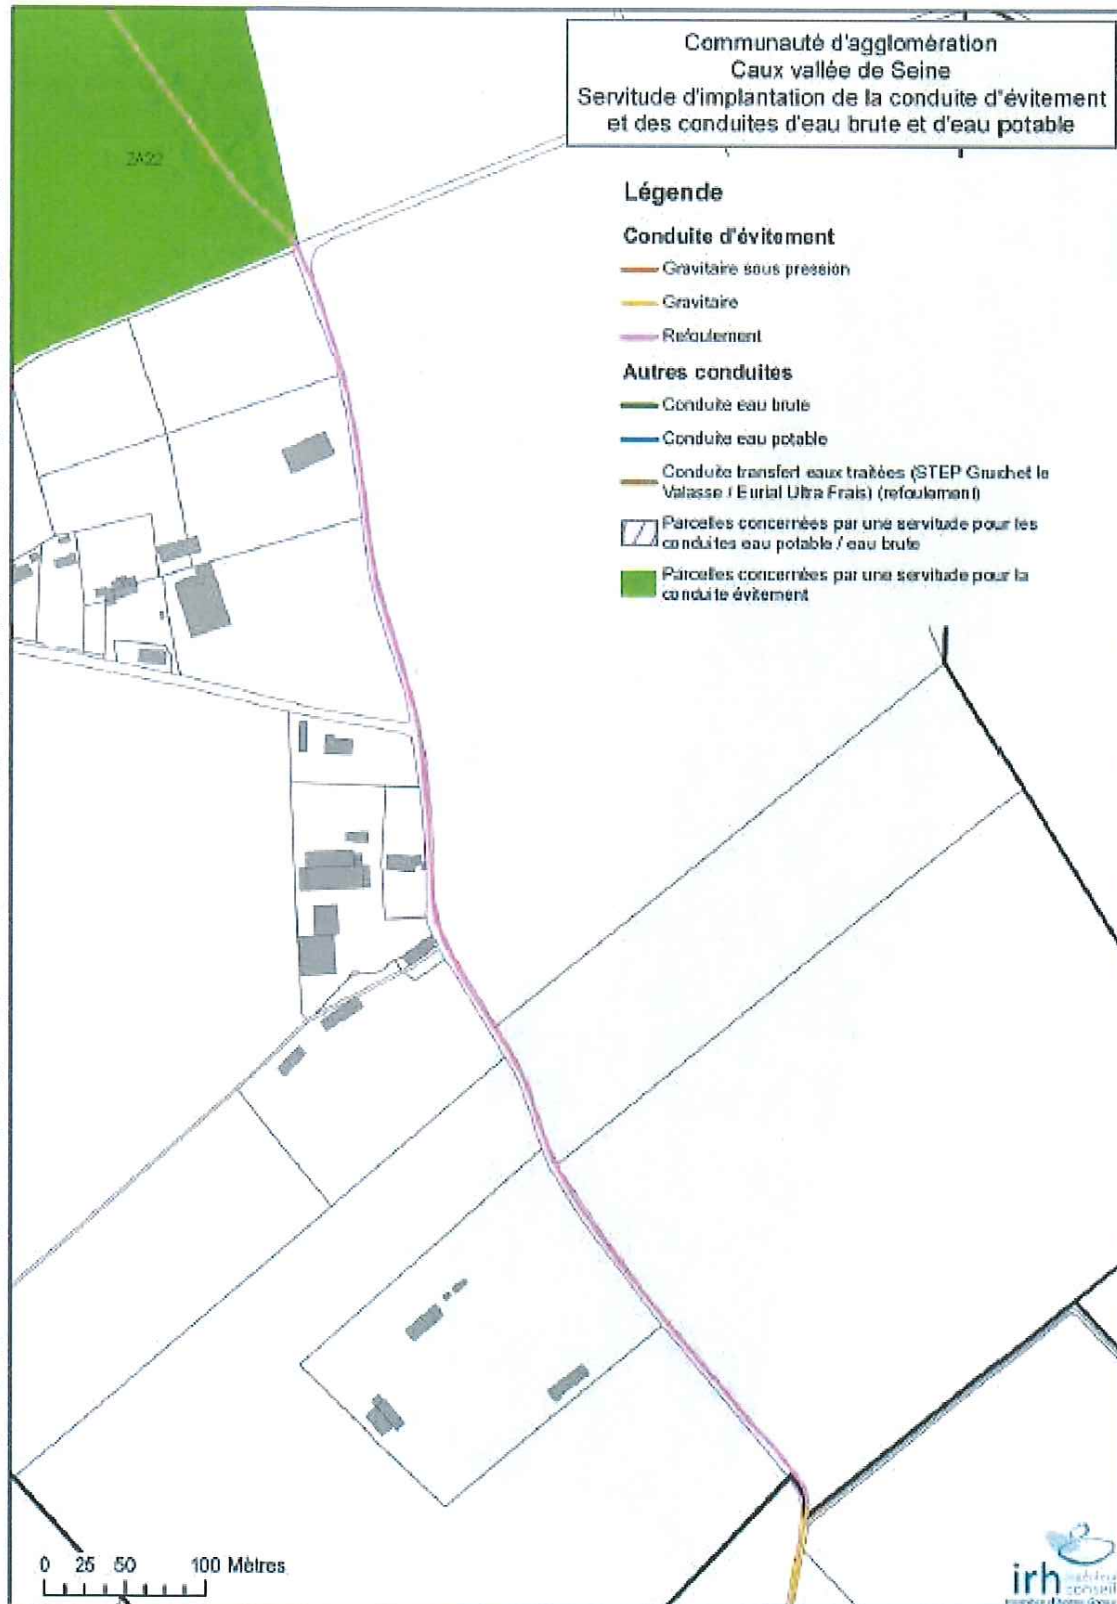 Communauté d'agglomération
Caux vallée de Seine
Servitude d'implantation de la conduite d'évitement
et des conduites d'eau brute et d'eau potable
ZA22
Légende
Conduite d'évitement
Gravitaire sous pression
Gravitaire
Refoulement
Autres conduites
Conduite eau brute
Conduite eau potable
Conduite transfert eaux traitées (STEP Gruchet le
Valasse / Eurial Ultra Frais) (refoulement)
Parcelles concernées par une servitude pour les
conduites eau potable / eau brute
Parcelles concernées par une servitude pour la
conduite évitement
0 25 50 100 Mètres
irh ingénieur
conseil